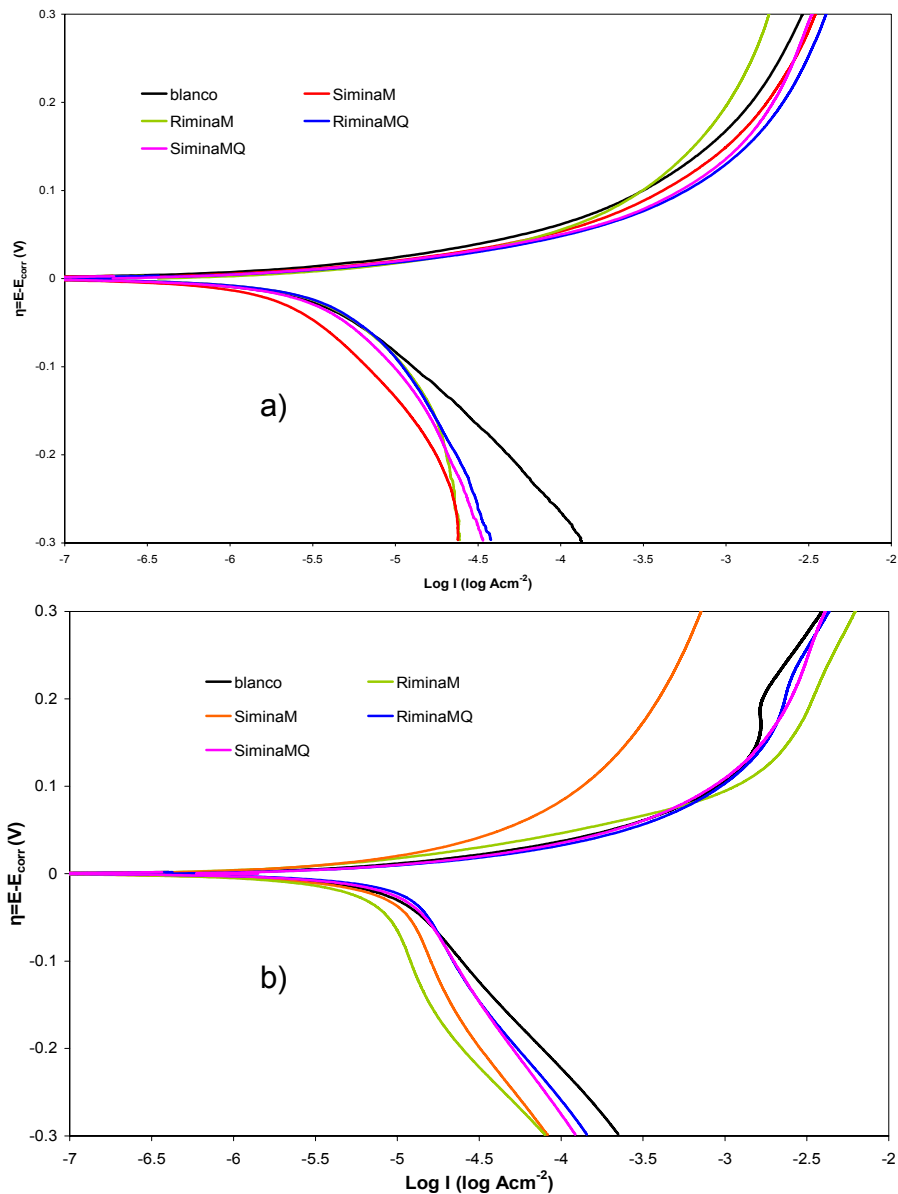 0.3
0.2
0.1
0
-0.1
-0.2
-0.3
η=E-Ecorr (V)
blanco SiminaM
RiminaM RiminaMQ
SiminaMQ
a)
-7 -6.5 -6 -5.5 -5 -4.5 -4 -3.5 -3 -2.5 -2
Log I (log Acm-2)
0.3
0.2
0.1
0
-0.1
-0.2
-0.3
η=E-Ecorr (V)
blanco RiminaM
SiminaM RiminaMQ
SiminaMQ
b)
-7 -6.5 -6 -5.5 -5 -4.5 -4 -3.5 -3 -2.5 -2
Log I (log Acm-2)